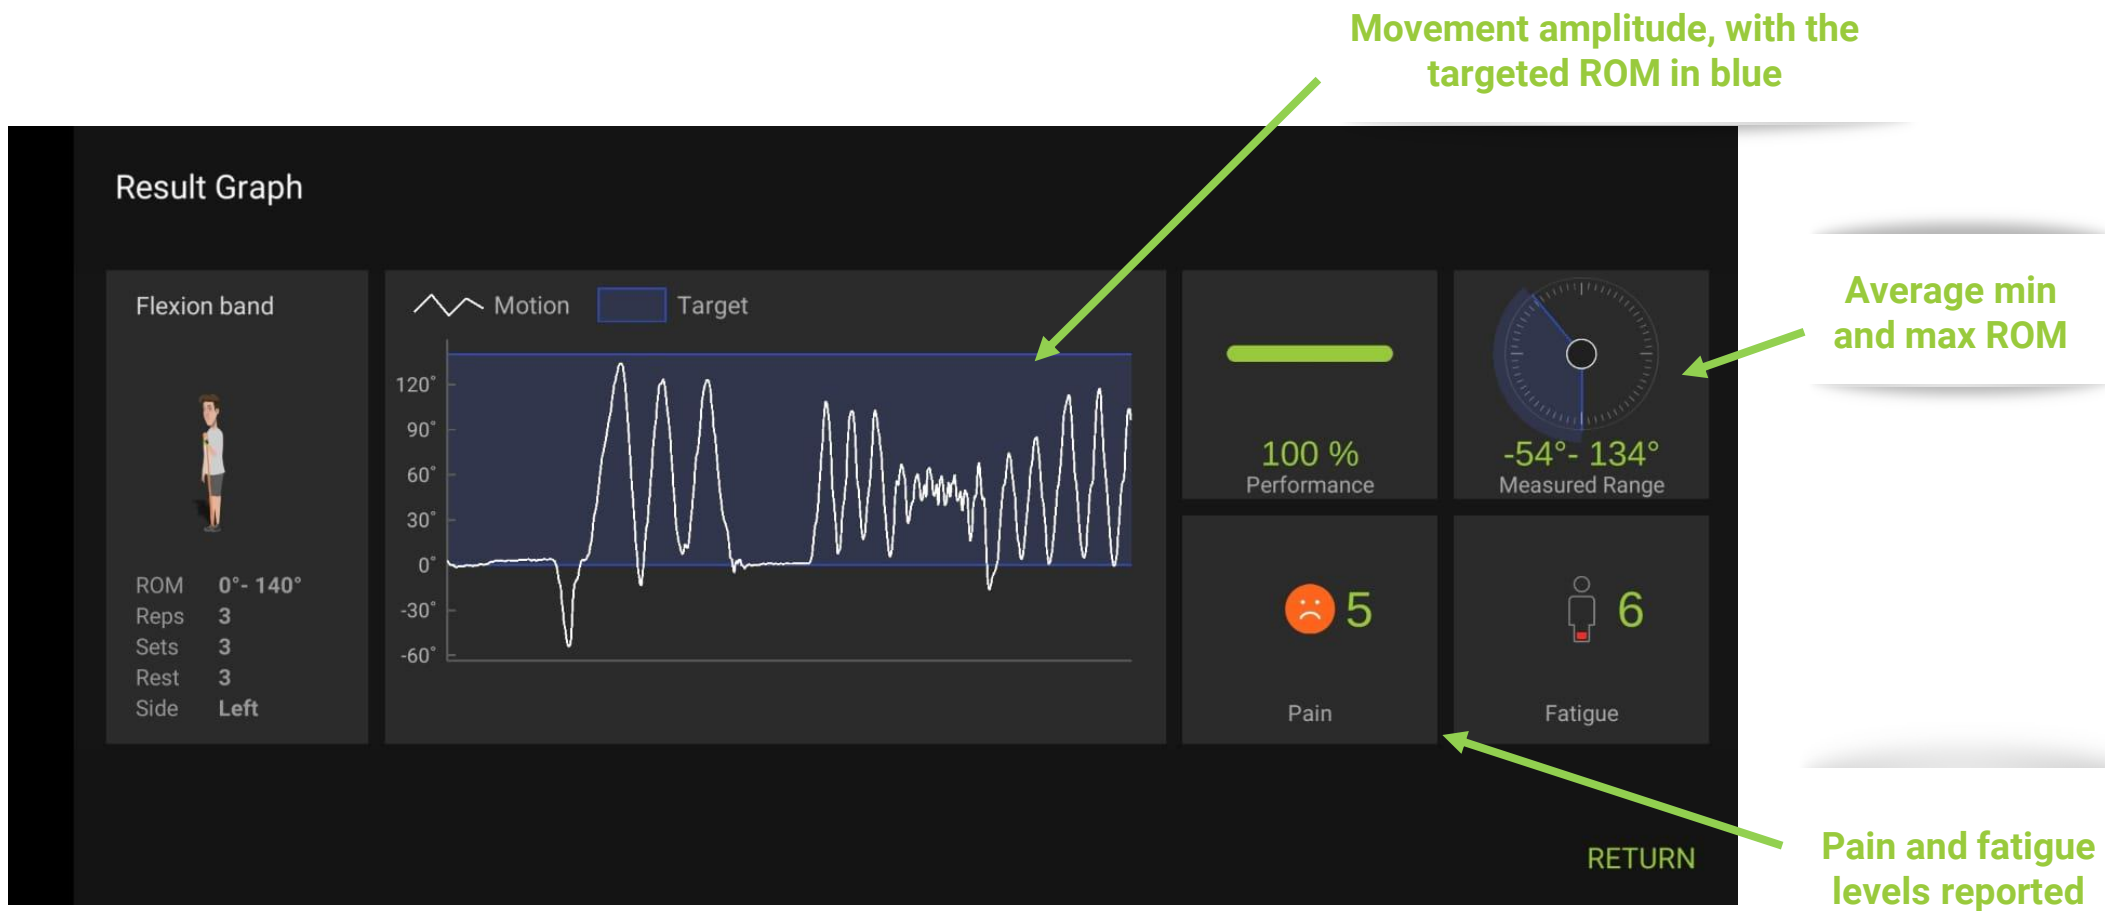 Movement amplitude, with the
targeted ROM in blue
Result Graph
Flexion band
ROM 0°- 140°
Reps 3
Sets 3
Rest 3
Side Left
Motion Target
120°
90°
60°
30°
0°
-30°
-60°
100 %
Performance
-54°- 134°
Measured Range
5
Pain
6
Fatigue
RETURN
Average min
and max ROM
Pain and fatigue
levels reported